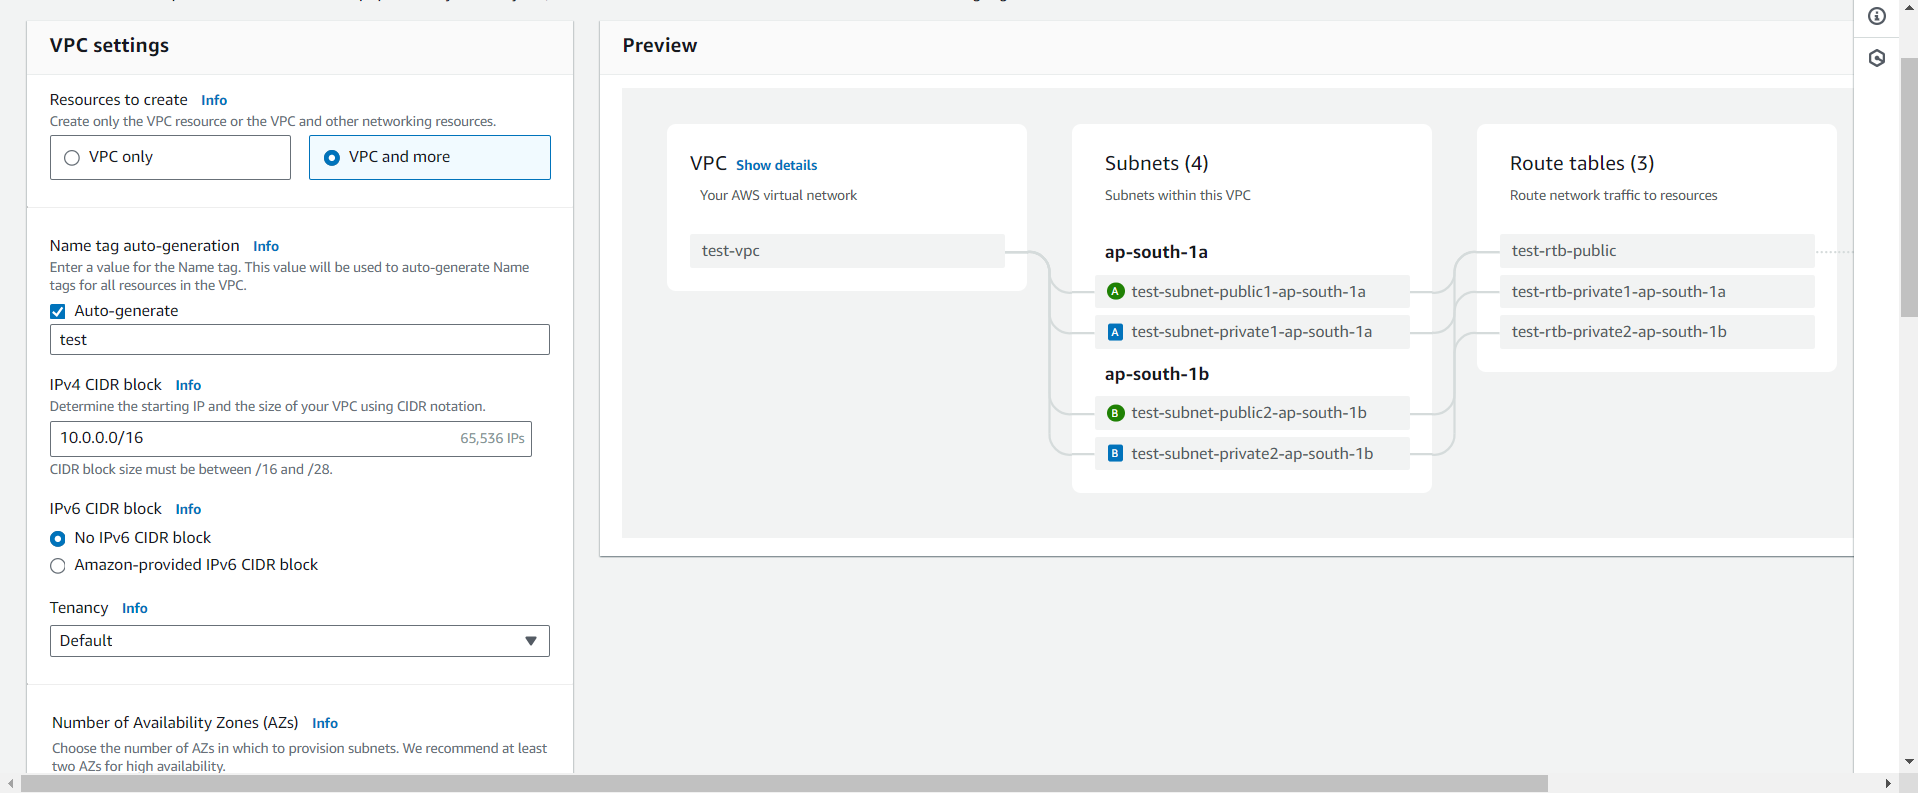 VPC settings
Resources to create Info
Create only the VPC resource or the VPC and other networking resources.
VPC only
VPC and more
Name tag auto-generation Info
Enter a value for the Name tag. This value will be used to auto-generate Name
tags for all resources in the VPC.
Auto-generate
test
IPv4 CIDR block Info
Determine the starting IP and the size of your VPC using CIDR notation.
10.0.0.0/16 65,536 IPs
CIDR block size must be between /16 and /28.
IPv6 CIDR block Info
No IPv6 CIDR block
Amazon-provided IPv6 CIDR block
Tenancy Info
Default
Number of Availability Zones (AZs) Info
Choose the number of AZs in which to provision subnets. We recommend at least
two AZs for high availability.
Preview
VPC Show details
Your AWS virtual network
test-vpc
Subnets (4)
Subnets within this VPC
ap-south-1a
A test-subnet-public1-ap-south-1a
A test-subnet-private1-ap-south-1a
ap-south-1b
B test-subnet-public2-ap-south-1b
B test-subnet-private2-ap-south-1b
Route tables (3)
Route network traffic to resources
test-rtb-public
test-rtb-private1-ap-south-1a
test-rtb-private2-ap-south-1b